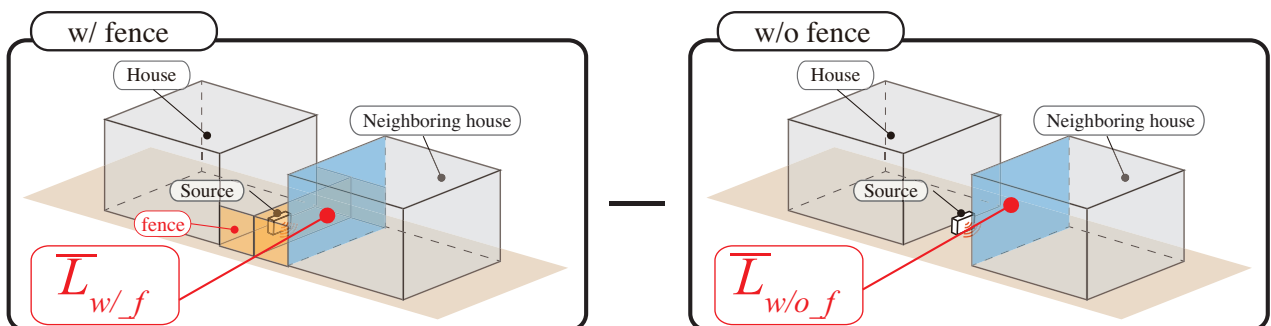 w/ fence
House
Neighboring house
Source
fence
L̅w/_f
—
w/o fence
House
Neighboring house
Source
L̅w/o_f